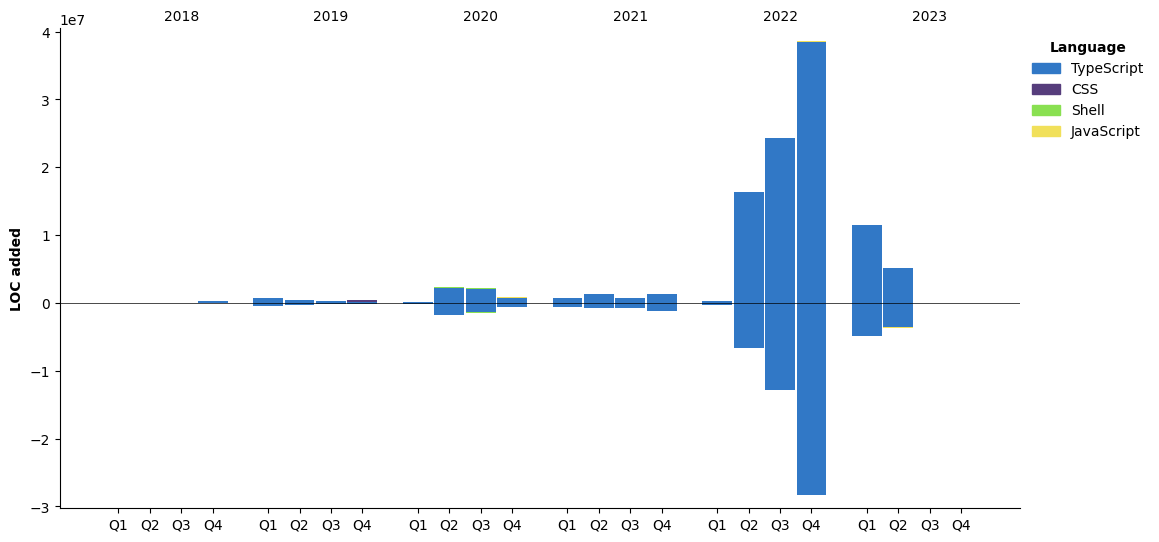 1e7
2018 2019 2020 2021 2022 2023
4
3
2
1
0
−1
−2
−3
LOC added
Q1 Q2 Q3 Q4 Q1 Q2 Q3 Q4 Q1 Q2 Q3 Q4 Q1 Q2 Q3 Q4 Q1 Q2 Q3 Q4 Q1 Q2 Q3 Q4
Language
TypeScript
CSS
Shell
JavaScript